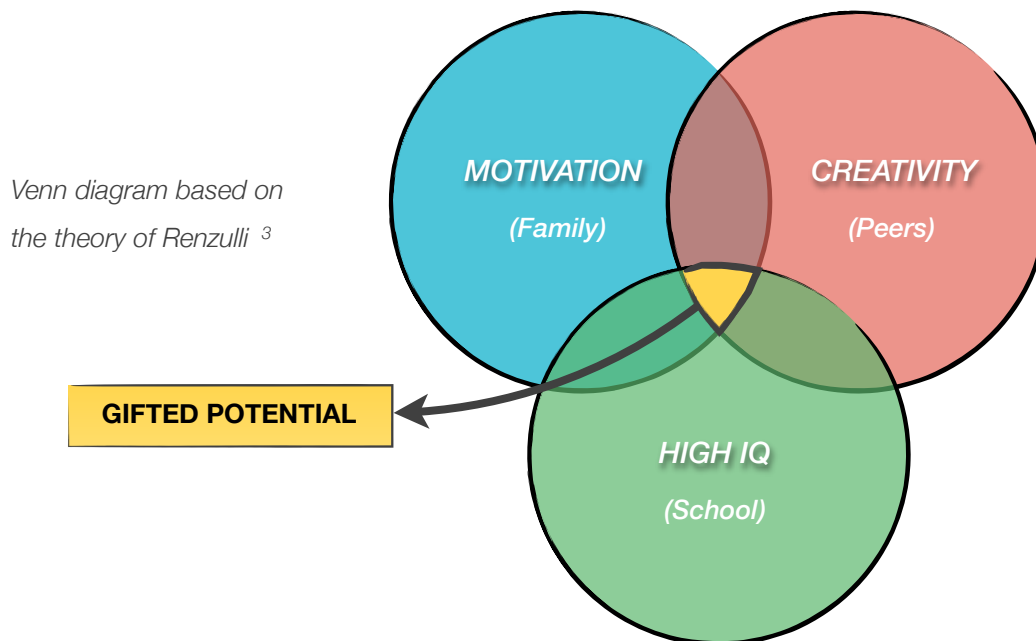 MOTIVATION
(Family)
CREATIVITY
(Peers)
Venn diagram based on
the theory of Renzulli 3
GIFTED POTENTIAL
HIGH IQ
(School)